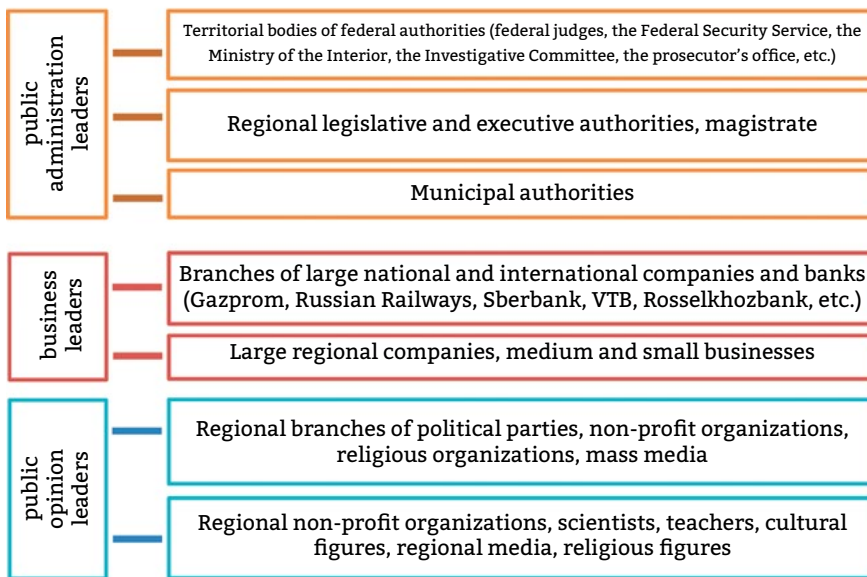 public
administration
leaders
Territorial bodies of federal authorities (federal judges, the Federal Security Service, the
Ministry of the Interior, the Investigative Committee, the prosecutor's office, etc.)
Regional legislative and executive authorities, magistrate
Municipal authorities
business
leaders
Branches of large national and international companies and banks
(Gazprom, Russian Railways, Sberbank, VTB, Rosselkhozbank, etc.)
Large regional companies, medium and small businesses
public
opinion
leaders
Regional branches of political parties, non-profit organizations,
religious organizations, mass media
Regional non-profit organizations, scientists, teachers, cultural
figures, regional media, religious figures